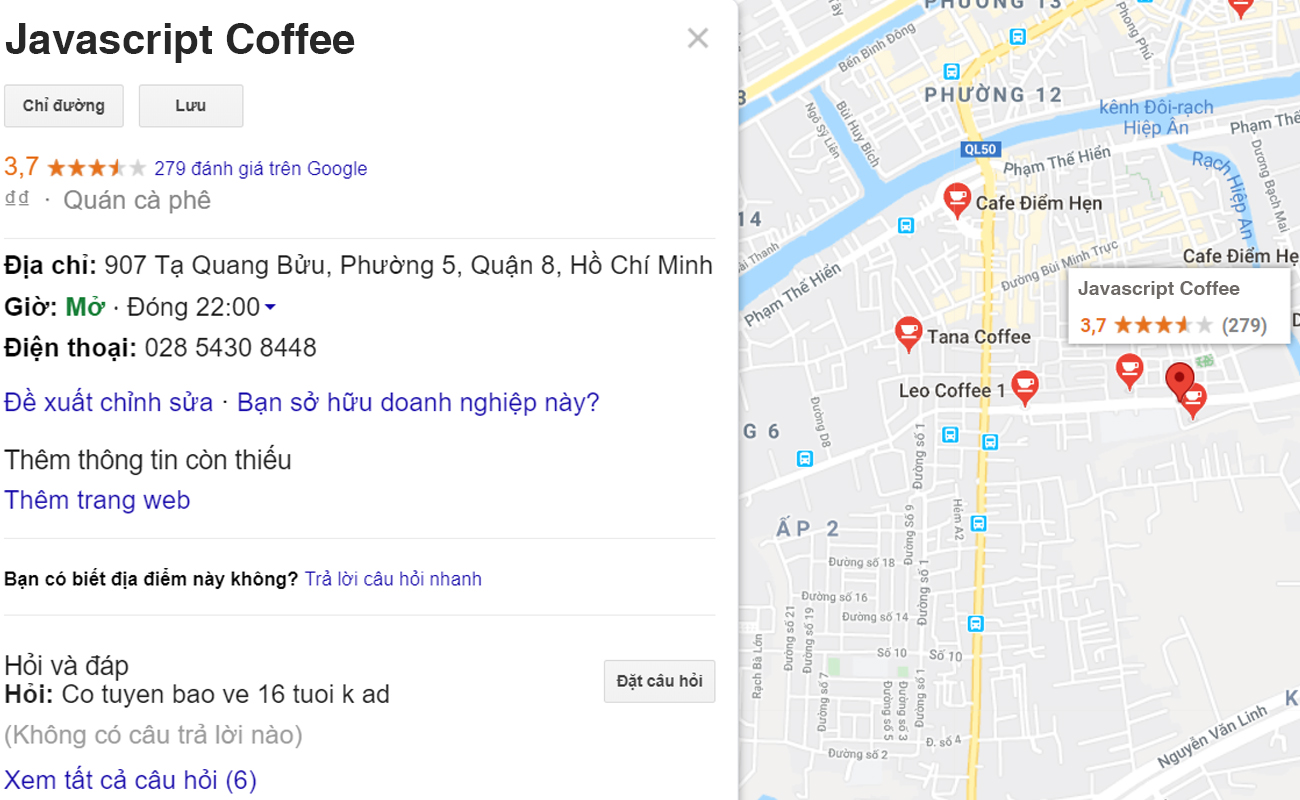 Javascript Coffee
Chỉ đường
Lưu
3,7 279 đánh giá trên Google
₫₫ · Quán cà phê
Địa chỉ: 907 Tạ Quang Bửu, Phường 5, Quận 8, Hồ Chí Minh
Giờ: Mở · Đóng 22:00
Điện thoại: 028 5430 8448
Đề xuất chỉnh sửa · Bạn sở hữu doanh nghiệp này?
Thêm thông tin còn thiếu
Thêm trang web
Bạn có biết địa điểm này không? Trả lời câu hỏi nhanh
Hỏi và đáp
Hỏi: Co tuyen bao ve 16 tuoi k ad
(Không có câu trả lời nào)
Đặt câu hỏi
Xem tất cả câu hỏi (6)
PHƯỜNG 13
Phong Phú
Bến Bình Đông
3
PHƯỜNG 12
kênh Đôi-rạch
Hiệp Ân
Ngô Sỹ Liên
Bùi Huy Bích
QL50
Phạm Thế Hiển
Phạm Thế
Rạch Hiệp Ân
Dương Bạch Mai
Cafe Điểm Hẹn
14
Phạm Thế Hiển
Đường Bùi Minh Trực
Cafe Điểm Hẹ
Javascript Coffee
3,7 (279)
Tana Coffee
Leo Coffee 1
Đường D8
G 6
Đường số 1
ẤP 2
Đường Số 9
Hẻm A2
Đường số 18
Đường số 1
Đường số 16
Đường số 14
Đường số 21
Đường số 19
Rạch Bà Lớn
Số 10
Số 10
Đường số 7
Đường số 5
Đường số 3
Đường số 1
Đ. số 4
Đường số 2
Nguyễn Văn Linh
K